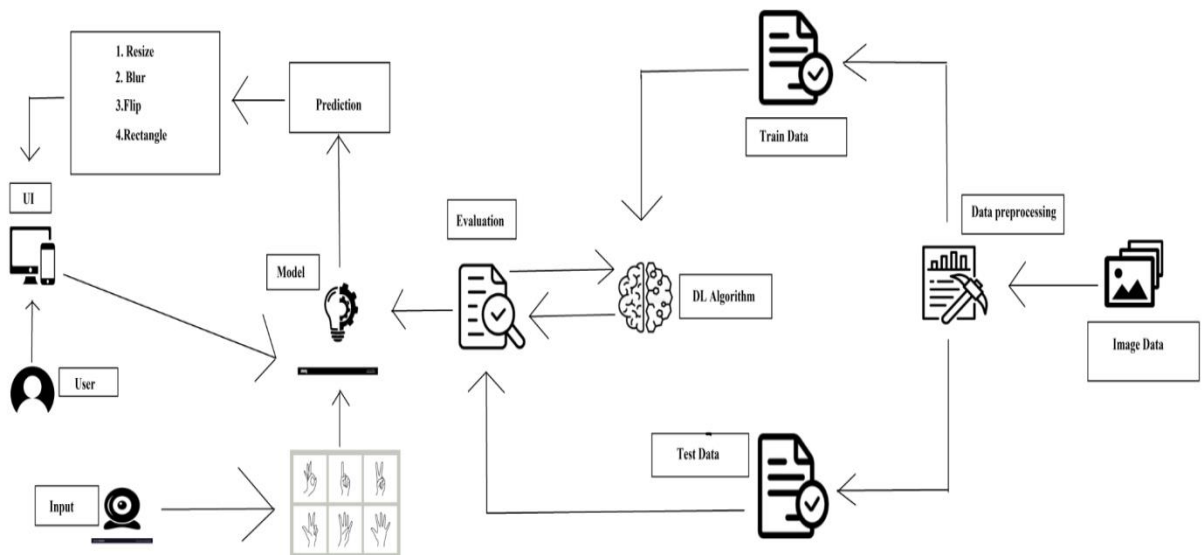 1. Resize
2. Blur
3.Flip
4.Rectangle
Prediction
Train Data
UI
Evaluation
Data preprocessing
Model
DL Algorithm
Image Data
User
Test Data
Input